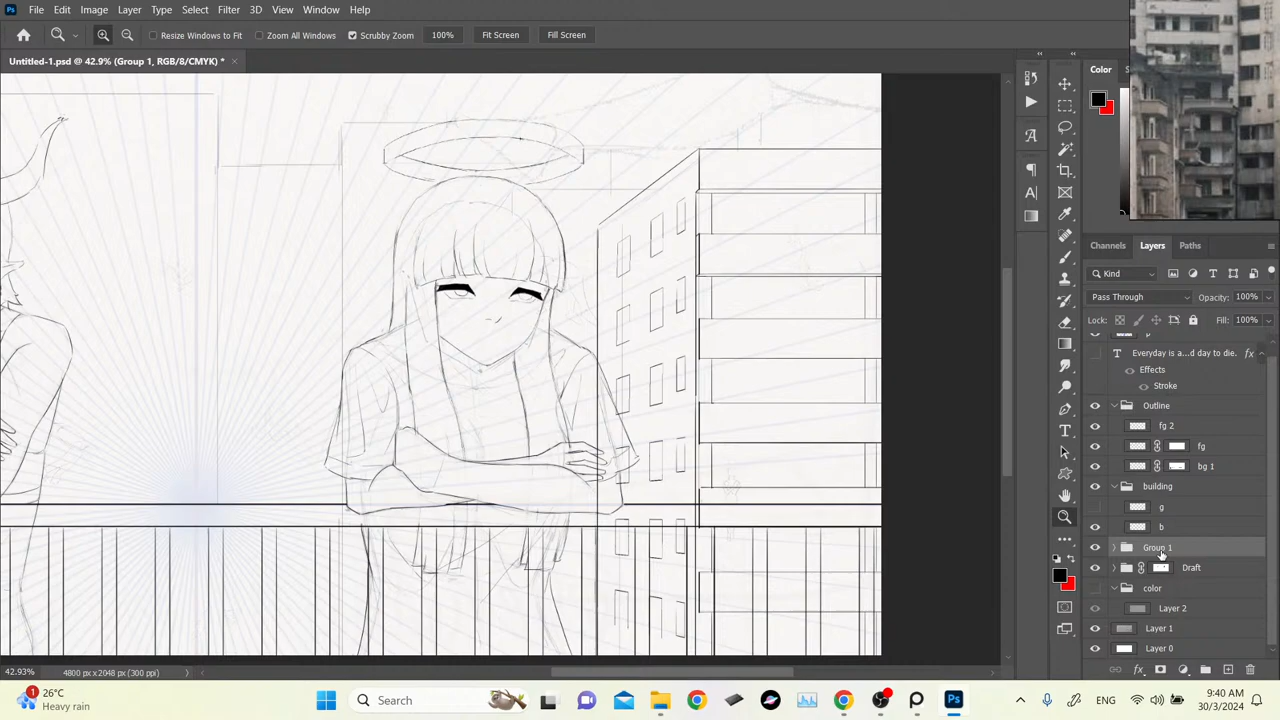 Ps File Edit Image Layer Type Select Filter 3D View Window Help
Resize Windows to Fit Zoom All Windows Scrubby Zoom 100% Fit Screen Fill Screen
Untitled-1.psd @ 42.9% (Group 1, RGB/8/CMYK) *
Color
Channels Layers Paths
Kind
Pass Through Opacity: 100%
Lock: Fill: 100%
Everyday is a...d day to die. fx
Effects
Stroke
Outline
fg 2
fg
bg 1
building
g
b
Group 1
Draft
color
Layer 2
Layer 1
Layer 0
42.93% 4800 px x 2048 px (300 ppi)
1
26°C
Heavy rain
Search
ENG
9:40 AM
30/3/2024